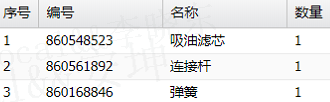 序号 编号 名称 数量
1 860548523 吸油滤芯 1
2 860561892 连接杆 1
3 860168846 弹簧 1